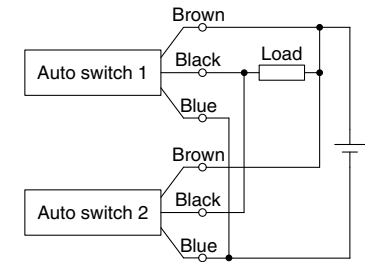 Brown
Auto switch 1
Black
Load
Blue
Brown
Auto switch 2
Black
Blue